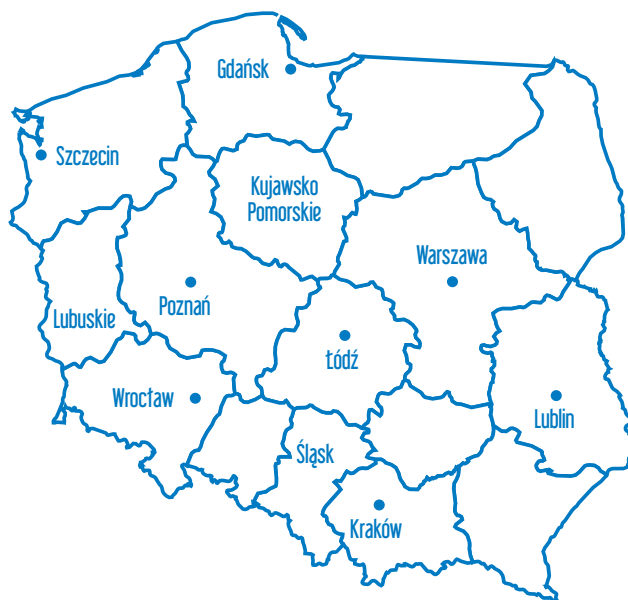 Gdańsk
Szczecin
Kujawsko
Pomorskie
Warszawa
Lubuskie
Poznań
Łódź
Wrocław
Lublin
Śląsk
Kraków